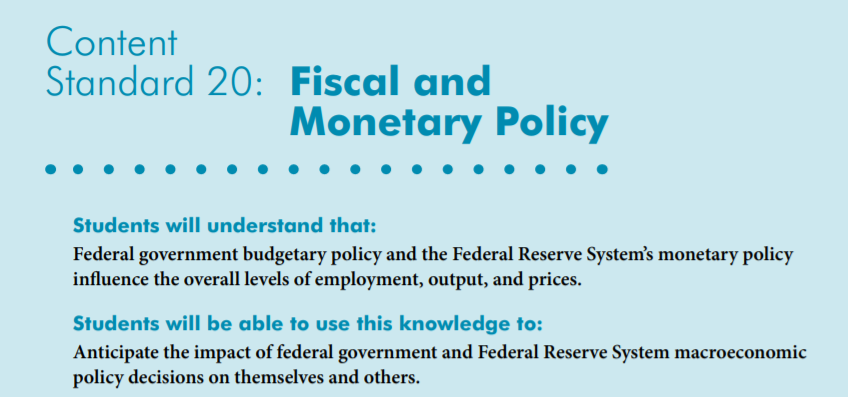 Content
Standard 20: Fiscal and
Monetary Policy
Students will understand that:
Federal government budgetary policy and the Federal Reserve System’s monetary policy
influence the overall levels of employment, output, and prices.
Students will be able to use this knowledge to:
Anticipate the impact of federal government and Federal Reserve System macroeconomic
policy decisions on themselves and others.